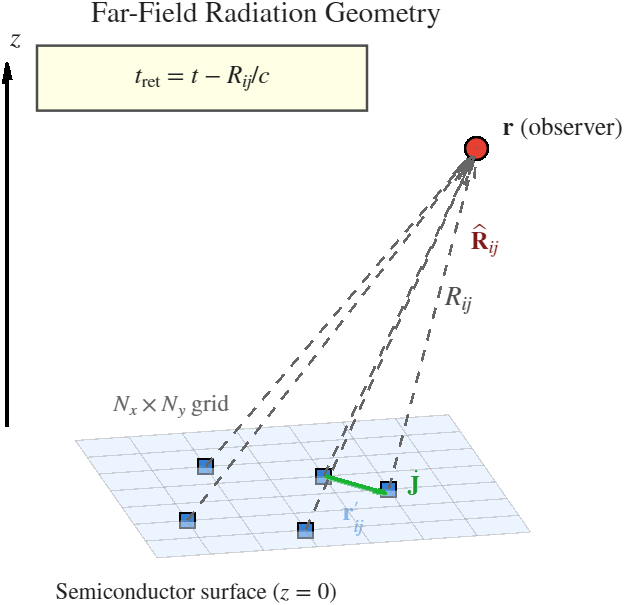 Far-Field Radiation Geometry
z
t_ret = t − R_ij/c
r (observer)
R̂_ij
R_ij
N_x × N_y grid
J̇
r′_ij
Semiconductor surface (z = 0)